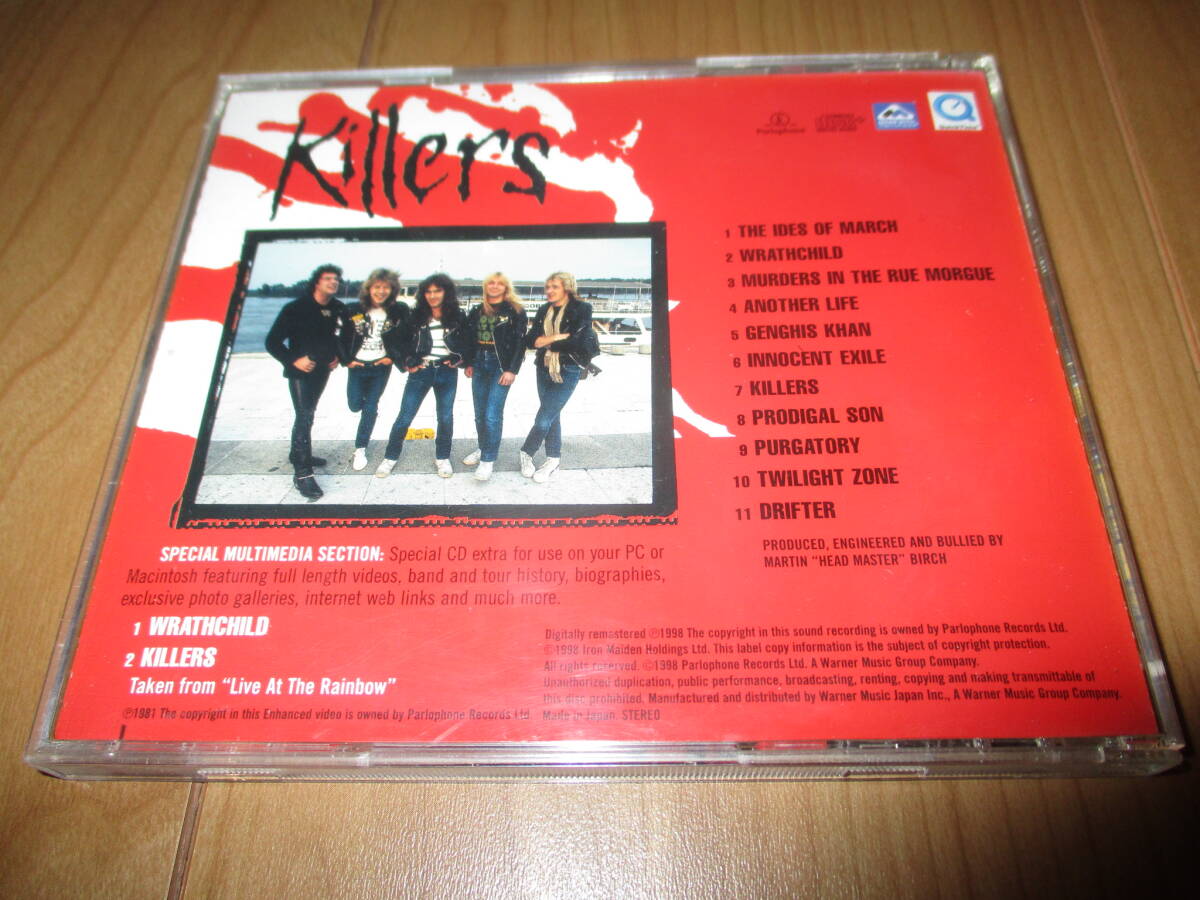 Killers
Parlophone
QuickTime
1 THE IDES OF MARCH
2 WRATHCHILD
3 MURDERS IN THE RUE MORGUE
4 ANOTHER LIFE
5 GENGHIS KHAN
6 INNOCENT EXILE
7 KILLERS
8 PRODIGAL SON
9 PURGATORY
10 TWILIGHT ZONE
11 DRIFTER
PRODUCED, ENGINEERED AND BULLIED BY
MARTIN "HEAD MASTER" BIRCH
SPECIAL MULTIMEDIA SECTION: Special CD extra for use on your PC or
Macintosh featuring full length videos, band and tour history, biographies,
exclusive photo galleries, internet web links and much more.
1 WRATHCHILD
2 KILLERS
Taken from "Live At The Rainbow"
℗1981 The copyright in this Enhanced video is owned by Parlophone Records Ltd.
Digitally remastered ℗1998 The copyright in this sound recording is owned by Parlophone Records Ltd.
©1998 Iron Maiden Holdings Ltd. This label copy information is the subject of copyright protection.
All rights reserved. ©1998 Parlophone Records Ltd. A Warner Music Group Company.
Unauthorized duplication, public performance, broadcasting, renting, copying and making transmittable of
this disc prohibited. Manufactured and distributed by Warner Music Japan Inc., A Warner Music Group Company.
Made in Japan. STEREO